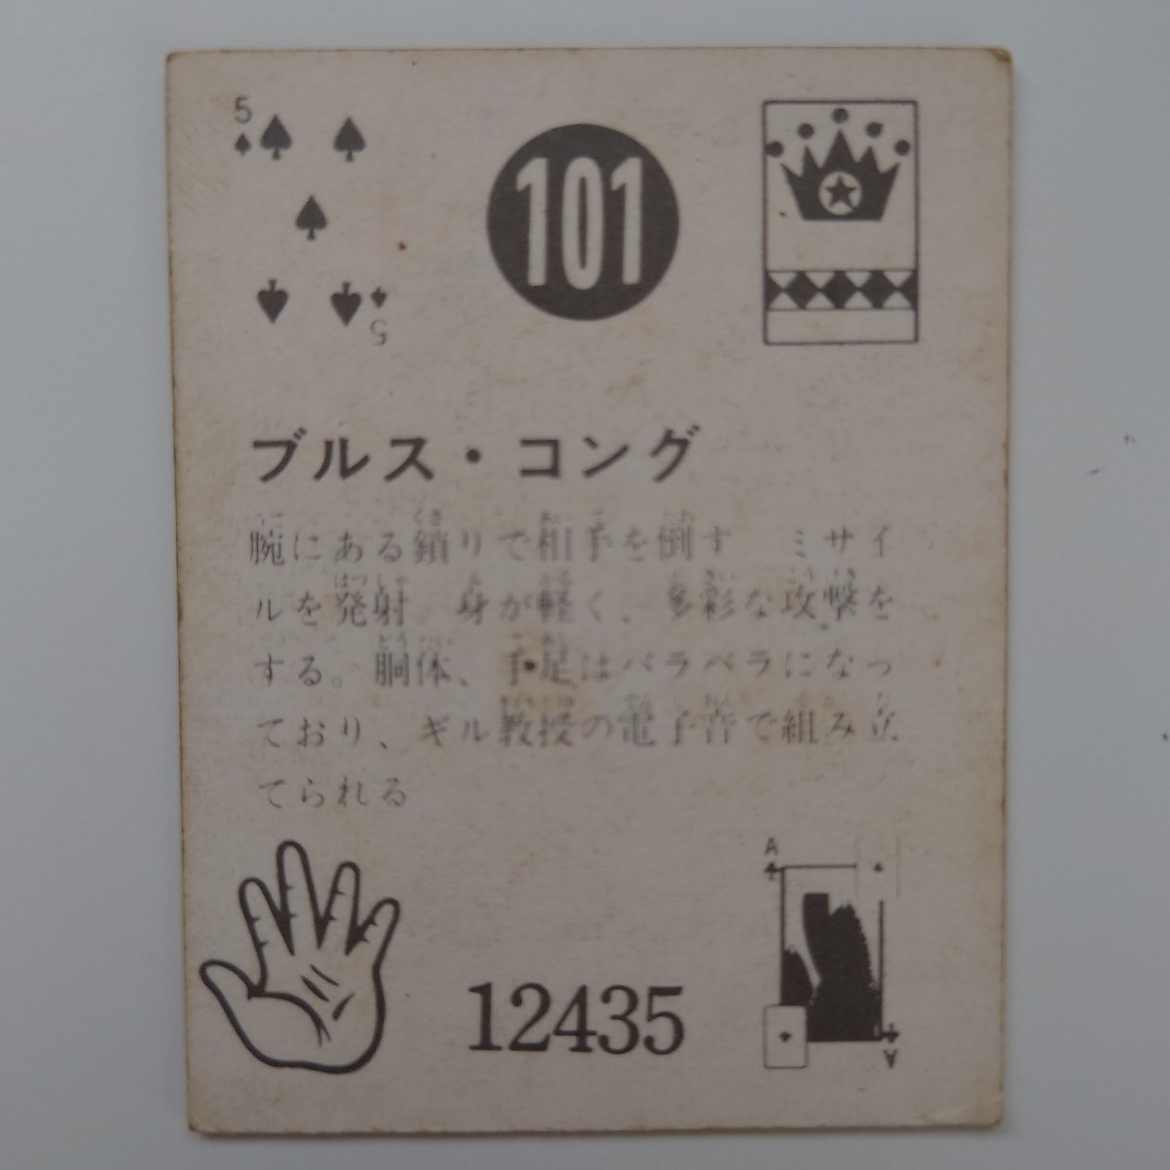 5
101
5
ブルス・コング
腕にある鎖りで相手を倒す ミサイ
ルを発射。身が軽く、多彩な攻撃を
する。胴体、手足はバラバラになっ
ており、ギル教授の電子音で組み立
てられる
A
12435
A